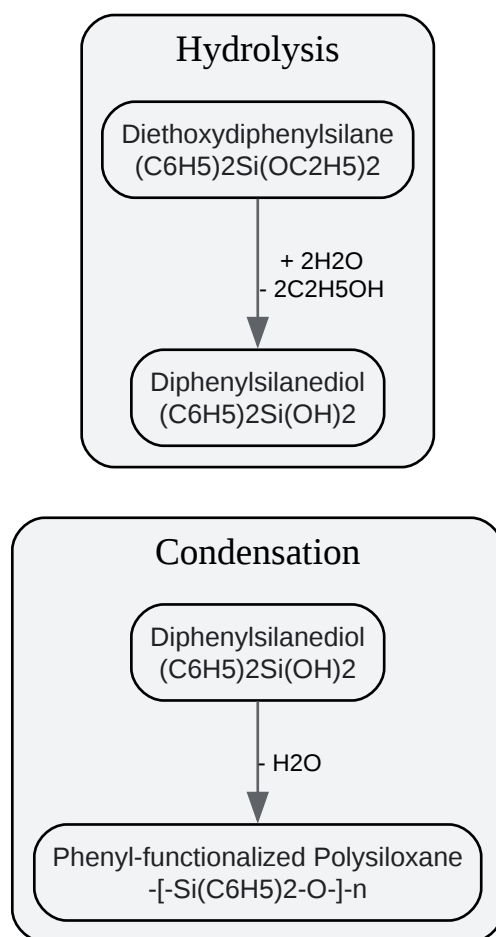 Hydrolysis
Diethoxydiphenylsilane
(C6H5)2Si(OC2H5)2
+ 2H2O
- 2C2H5OH
Diphenylsilanediol
(C6H5)2Si(OH)2
Condensation
Diphenylsilanediol
(C6H5)2Si(OH)2
- H2O
Phenyl-functionalized Polysiloxane
-[-Si(C6H5)2-O-]-n